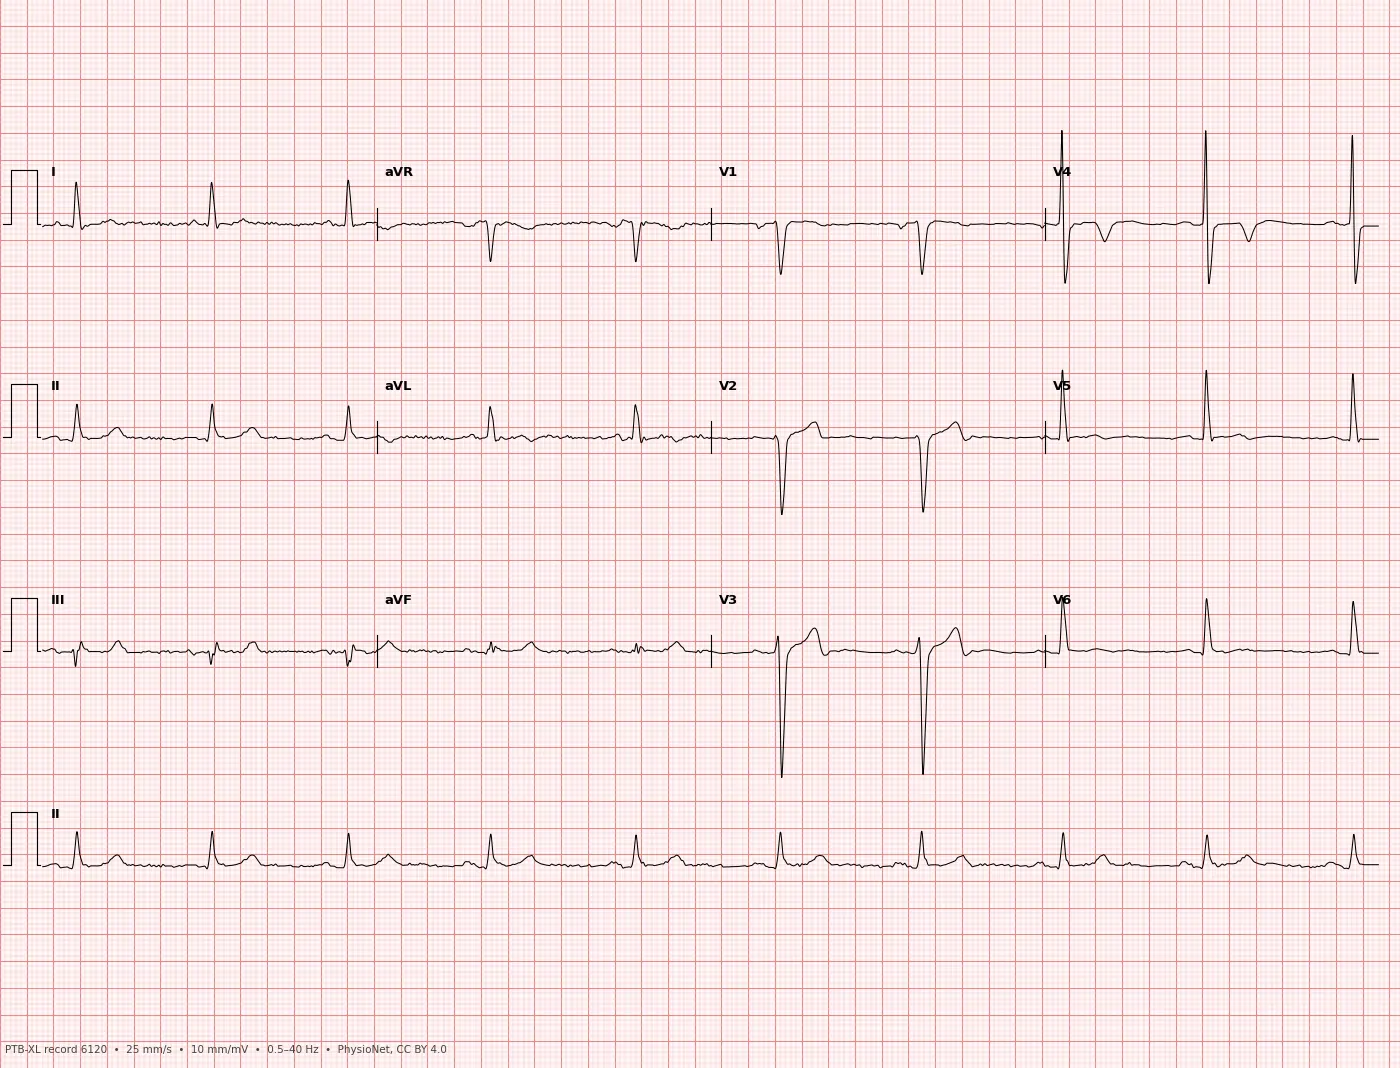 I aVR V1 V4
II aVL V2 V5
III aVF V3 V6
II
PTB-XL record 6120 • 25 mm/s • 10 mm/mV • 0.5–40 Hz • PhysioNet, CC BY 4.0